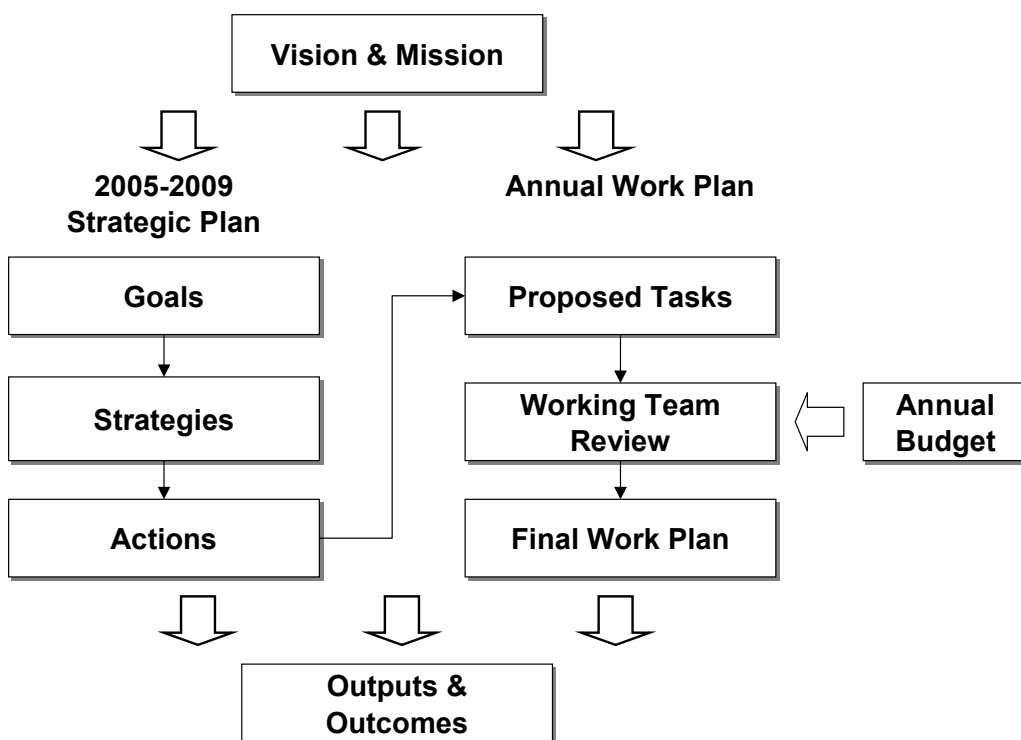 Vision & Mission
2005-2009
Strategic Plan
Annual Work Plan
Goals
Proposed Tasks
Strategies
Working Team
Review
Annual
Budget
Actions
Final Work Plan
Outputs &
Outcomes